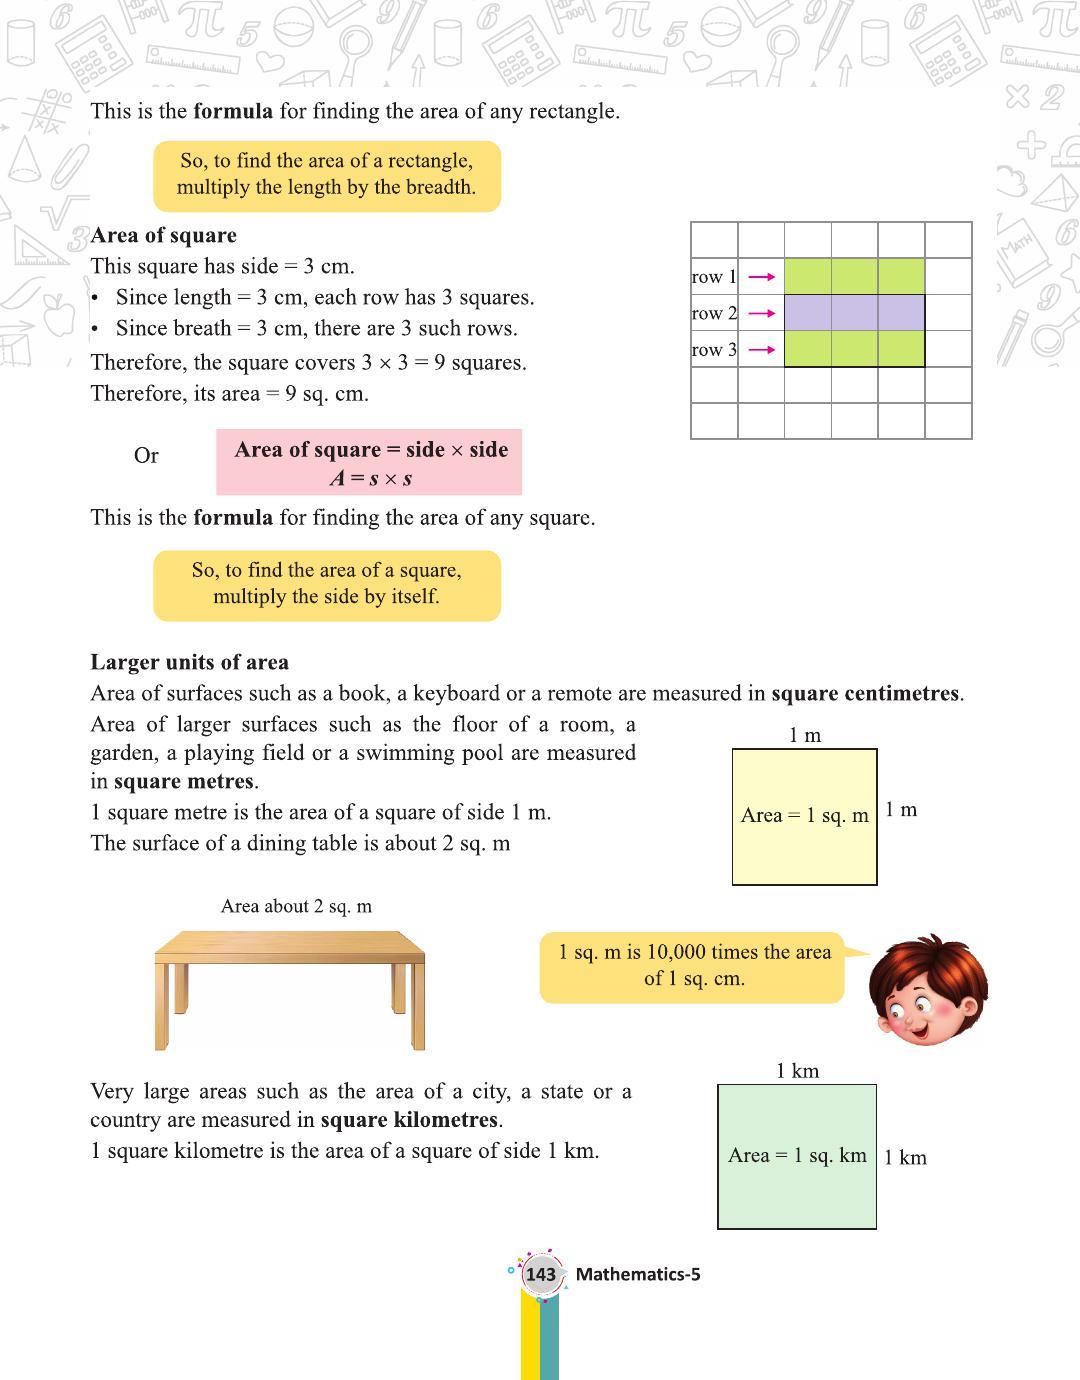 This is the formula for finding the area of any rectangle.
So, to find the area of a rectangle,
multiply the length by the breadth.
Area of square
This square has side = 3 cm.
• Since length = 3 cm, each row has 3 squares.
• Since breath = 3 cm, there are 3 such rows.
Therefore, the square covers 3 × 3 = 9 squares.
Therefore, its area = 9 sq. cm.
row 1
row 2
row 3
Or
Area of square = side × side
A = s × s
This is the formula for finding the area of any square.
So, to find the area of a square,
multiply the side by itself.
Larger units of area
Area of surfaces such as a book, a keyboard or a remote are measured in square centimetres.
Area of larger surfaces such as the floor of a room, a
garden, a playing field or a swimming pool are measured
in square metres.
1 square metre is the area of a square of side 1 m.
The surface of a dining table is about 2 sq. m
1 m
Area = 1 sq. m
1 m
Area about 2 sq. m
1 sq. m is 10,000 times the area
of 1 sq. cm.
Very large areas such as the area of a city, a state or a
country are measured in square kilometres.
1 square kilometre is the area of a square of side 1 km.
1 km
Area = 1 sq. km
1 km
143 Mathematics-5